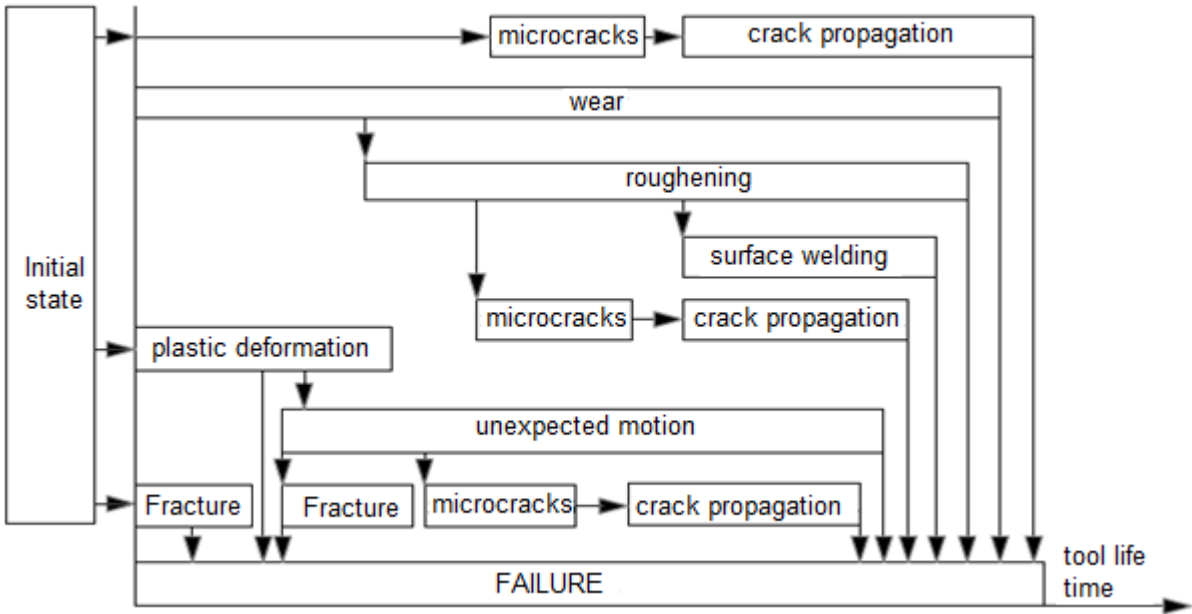 microcracks
crack propagation
wear
roughening
surface welding
Initial
state
microcracks
crack propagation
plastic deformation
unexpected motion
Fracture
Fracture
microcracks
crack propagation
FAILURE
tool life
time